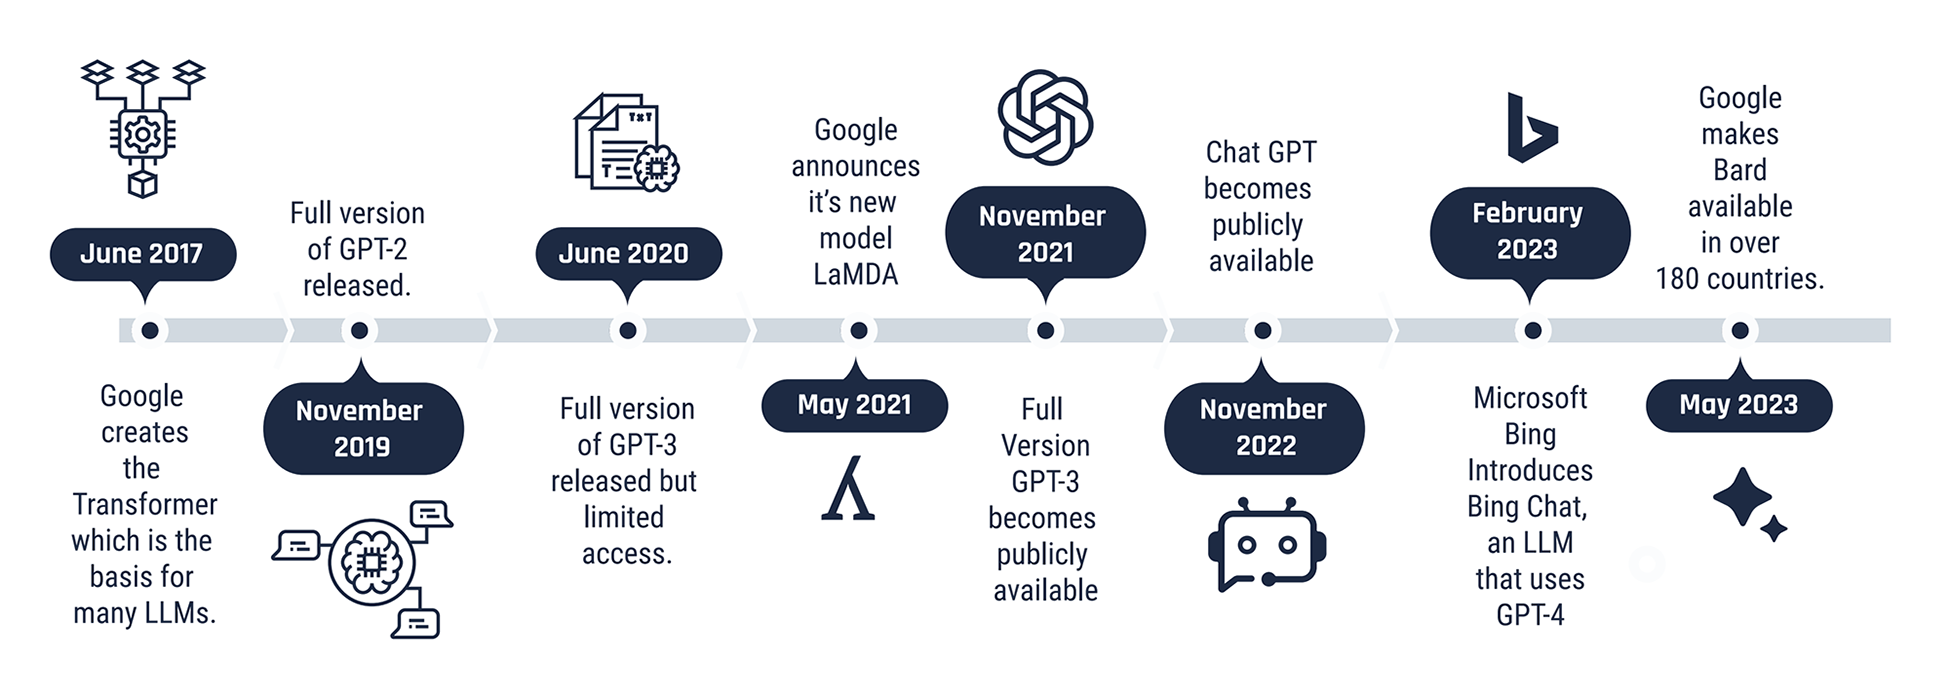 June 2017
Google
creates
the
Transformer
which is the
basis for
many LLMs.
Full version
of GPT-2
released.
November
2019
TxT
T
June 2020
Full version
of GPT-3
released but
limited
access.
Google
announces
it's new
model
LaMDA
May 2021
November
2021
Full
Version
GPT-3
becomes
publicly
available
Chat GPT
becomes
publicly
available
November
2022
February
2023
Microsoft
Bing
Introduces
Bing Chat,
an LLM
that uses
GPT-4
Google
makes
Bard
available
in over
180 countries.
May 2023